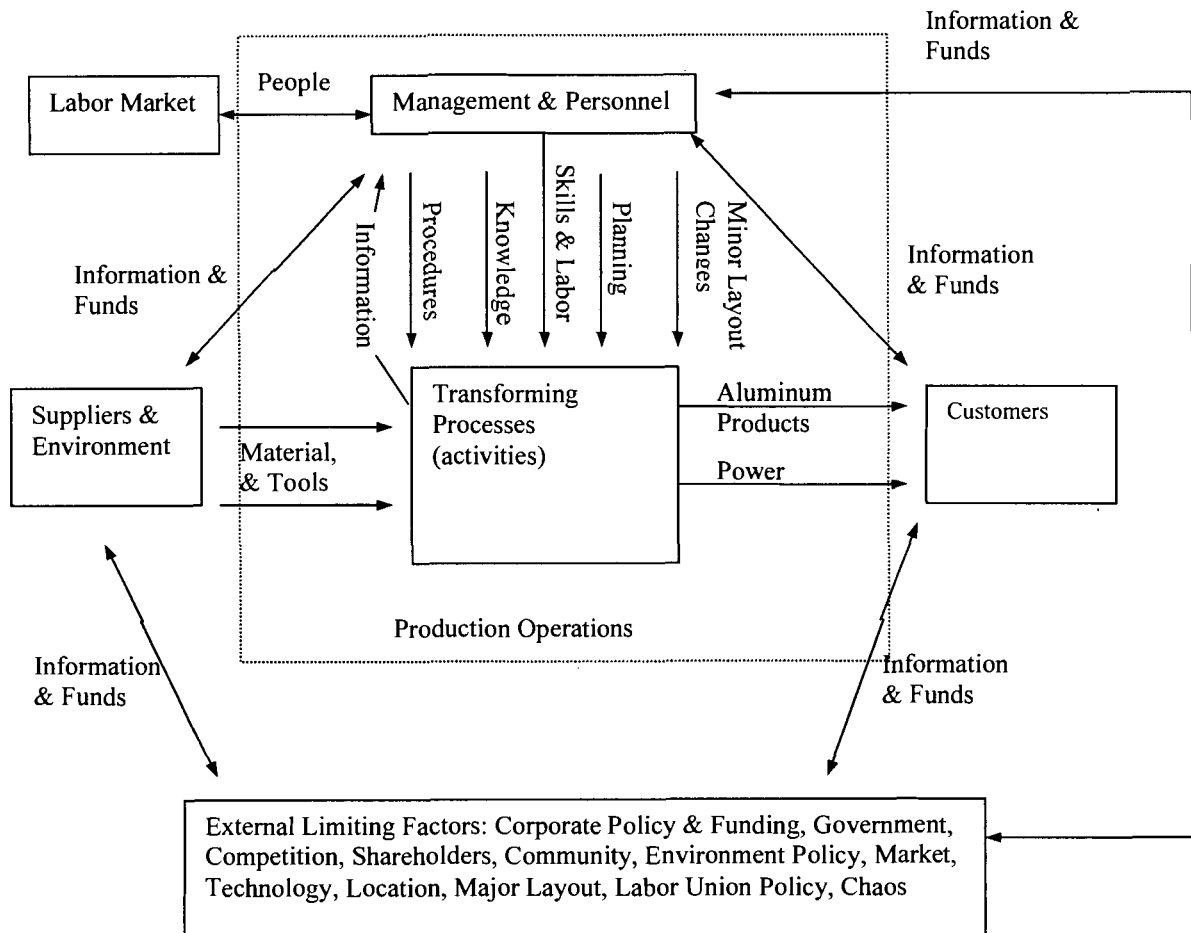 Information &
Funds
People
Labor Market
Management & Personnel
Information &
Funds
Information
Procedures
Knowledge
Skills & Labor
Planning
Minor Layout
Changes
Information
& Funds
Suppliers &
Environment
Material,
& Tools
Transforming
Processes
(activities)
Aluminum
Products
Power
Customers
Production Operations
Information
& Funds
Information
& Funds
External Limiting Factors: Corporate Policy & Funding, Government,
Competition, Shareholders, Community, Environment Policy, Market,
Technology, Location, Major Layout, Labor Union Policy, Chaos